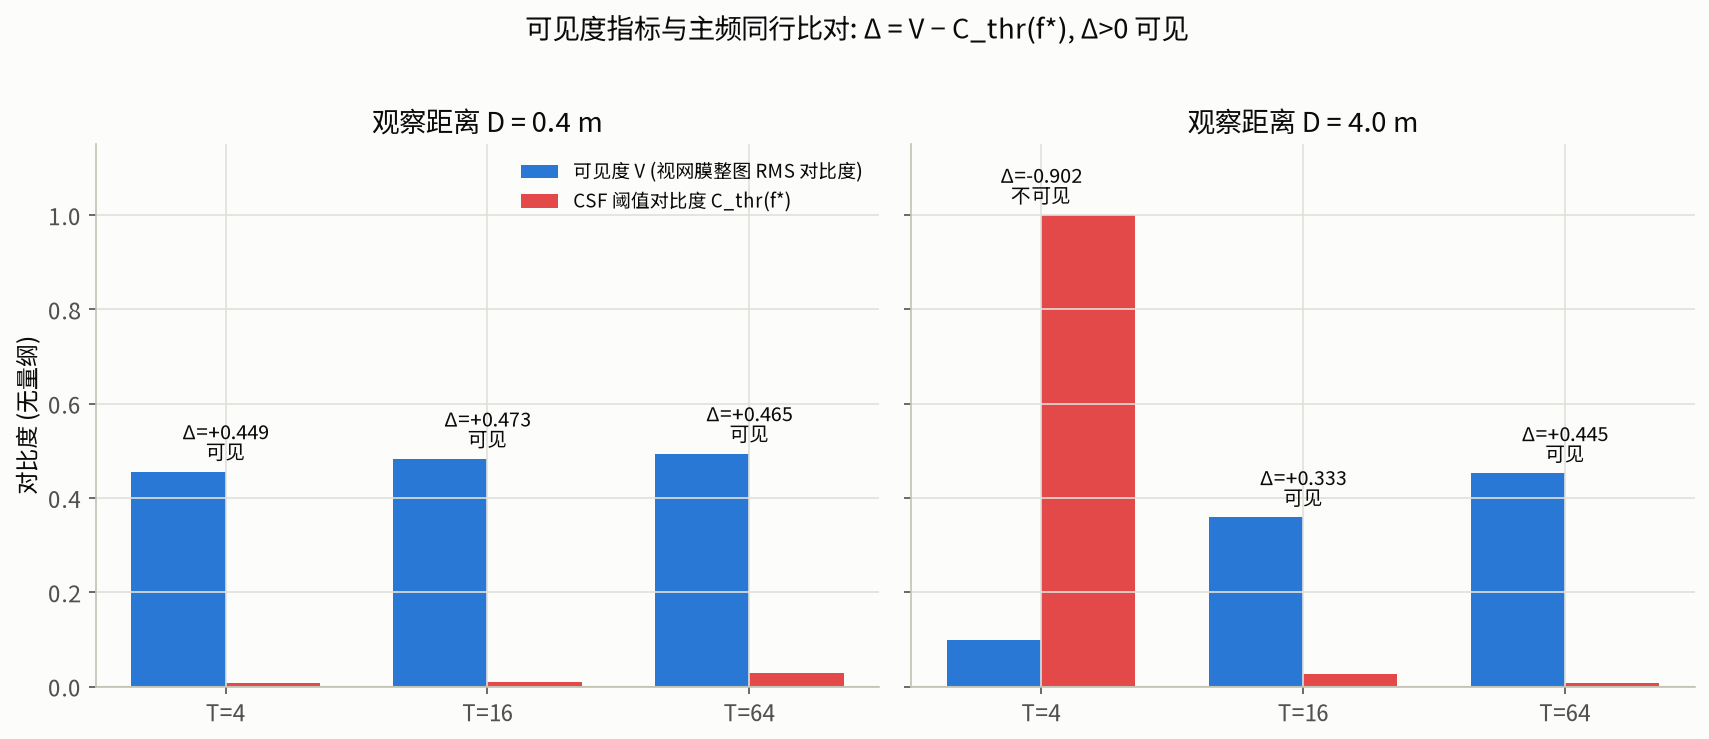 可见度指标与主频同行比对: Δ = V − C_thr(f*), Δ>0 可见
观察距离 D = 0.4 m
可见度 V (视网膜整图 RMS 对比度)
CSF 阈值对比度 C_thr(f*)
对比度 (无量纲)
1.0
0.8
0.6
0.4
0.2
0.0
Δ=+0.449
可见
Δ=+0.473
可见
Δ=+0.465
可见
T=4
T=16
T=64
观察距离 D = 4.0 m
Δ=-0.902
不可见
Δ=+0.333
可见
Δ=+0.445
可见
T=4
T=16
T=64